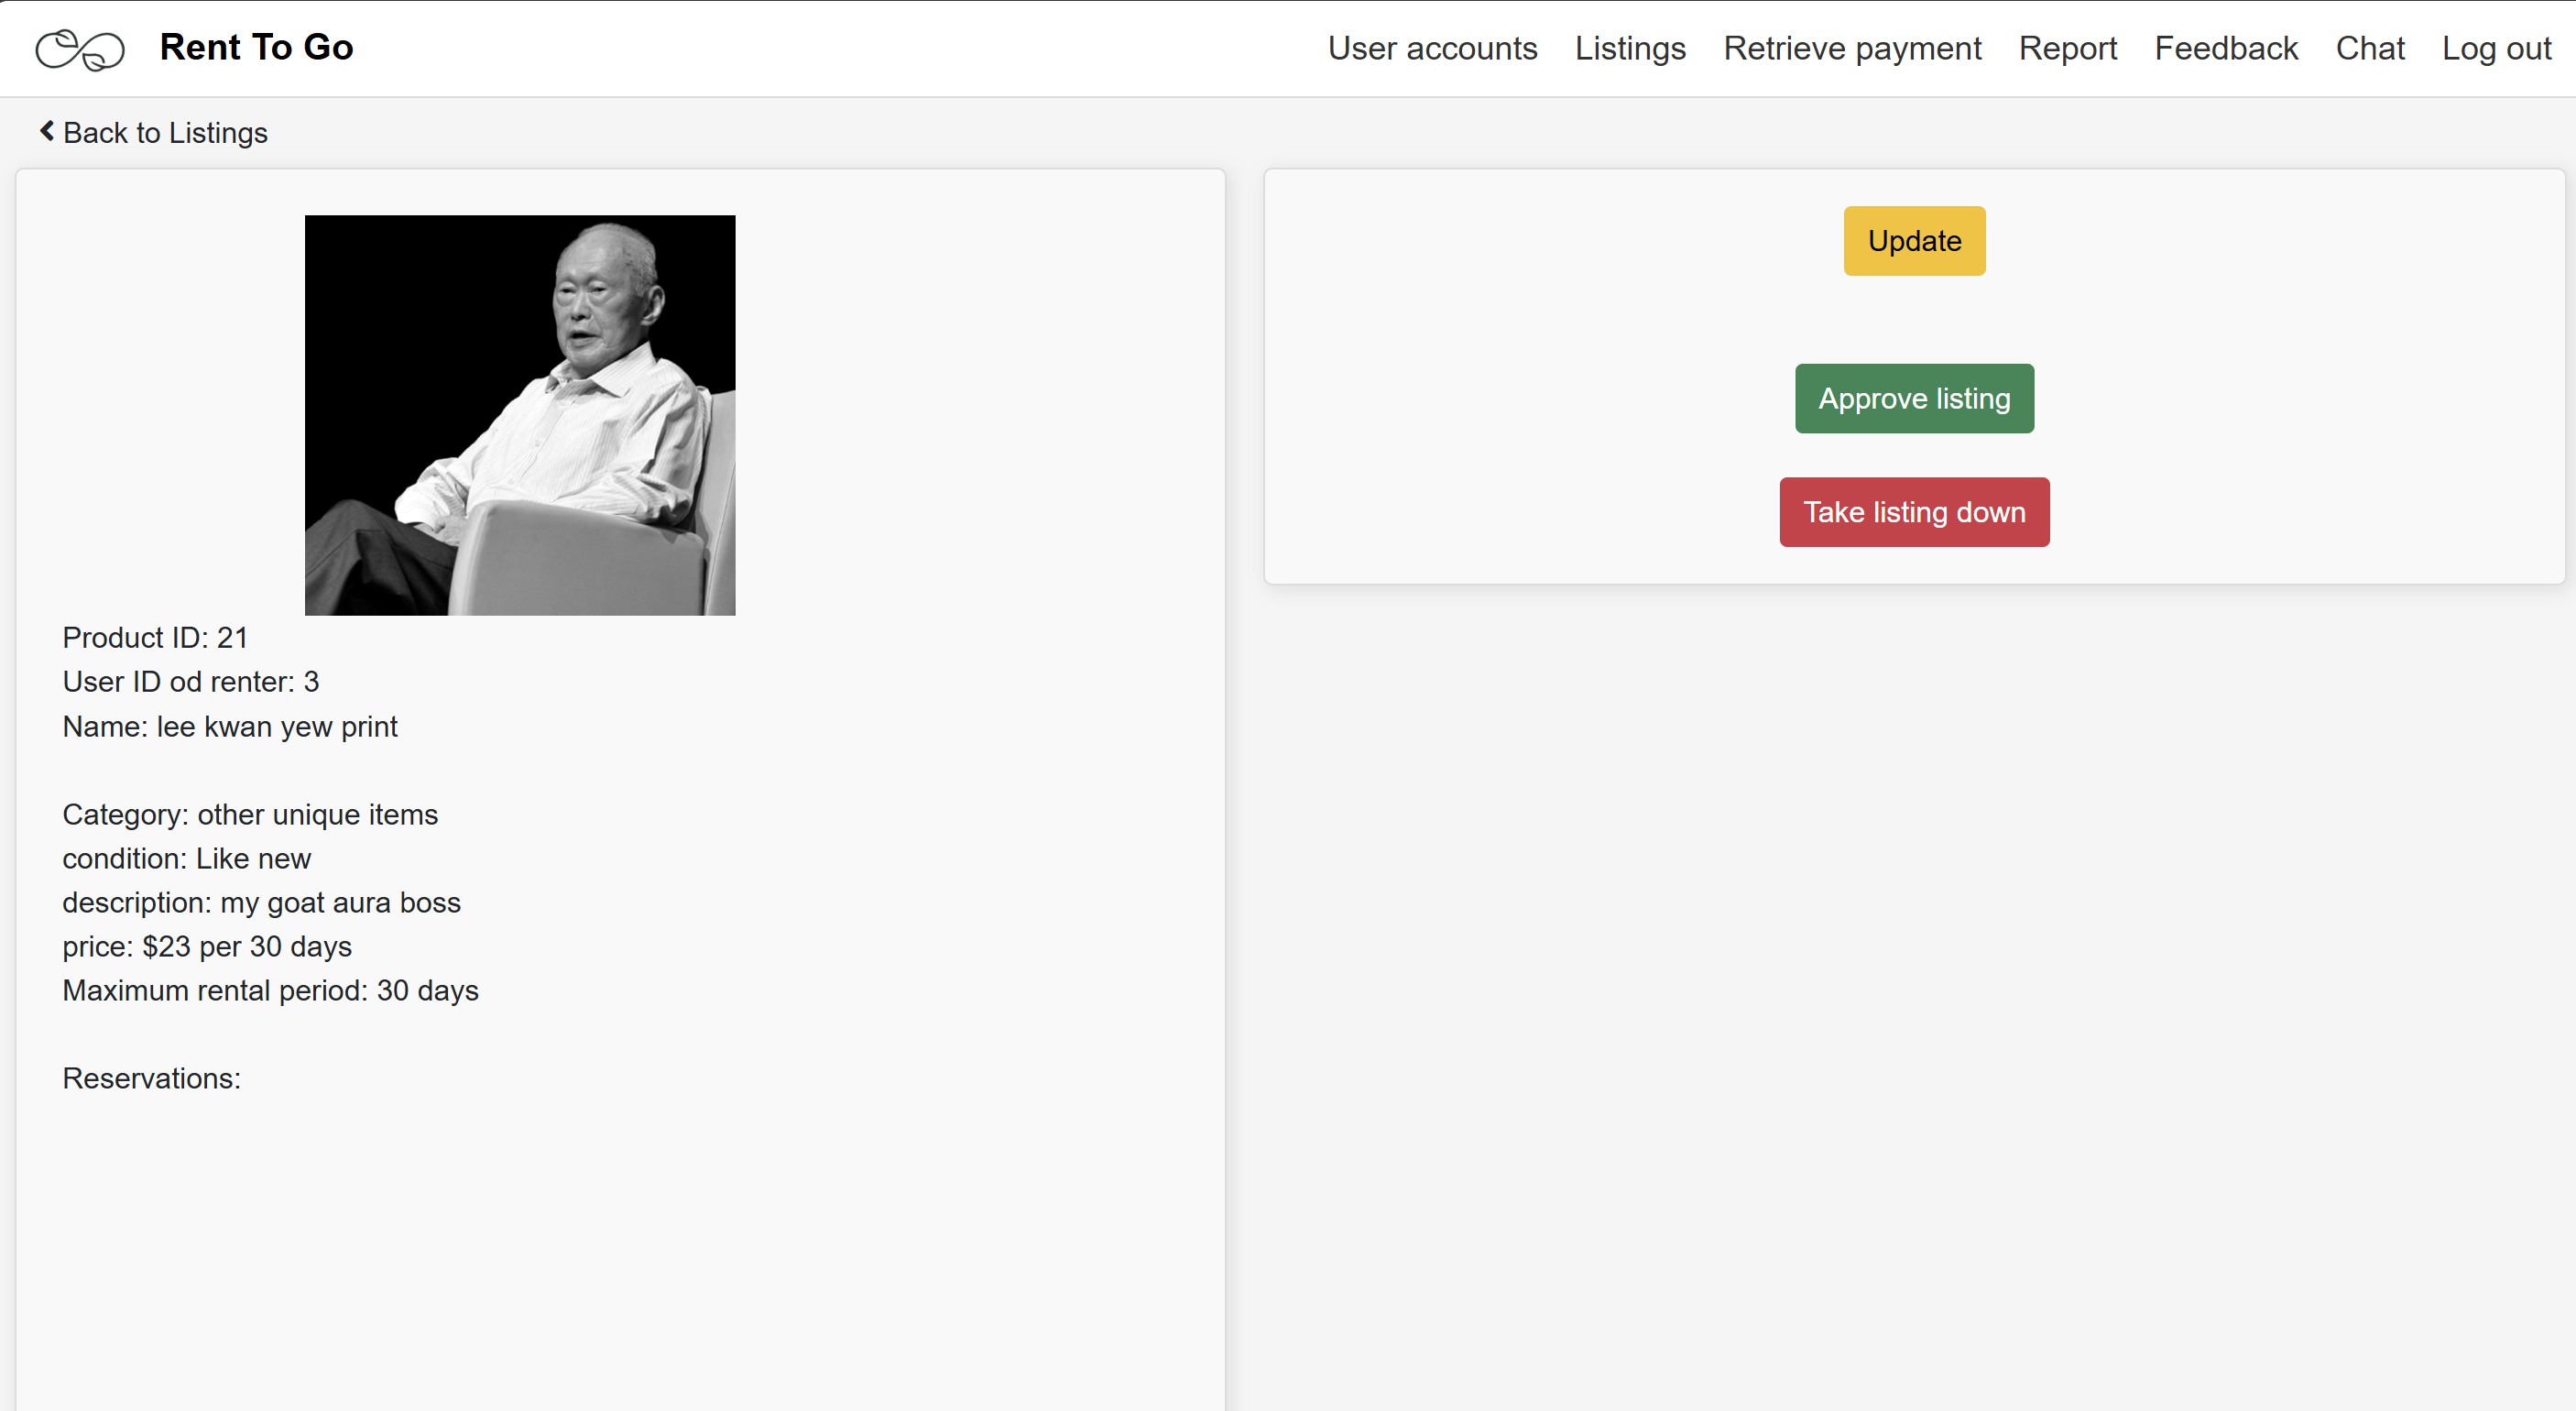 Rent To Go
User accounts Listings Retrieve payment Report Feedback Chat Log out
Back to Listings
Update
Approve listing
Take listing down
Product ID: 21
User ID od renter: 3
Name: lee kwan yew print
Category: other unique items
condition: Like new
description: my goat aura boss
price: $23 per 30 days
Maximum rental period: 30 days
Reservations: